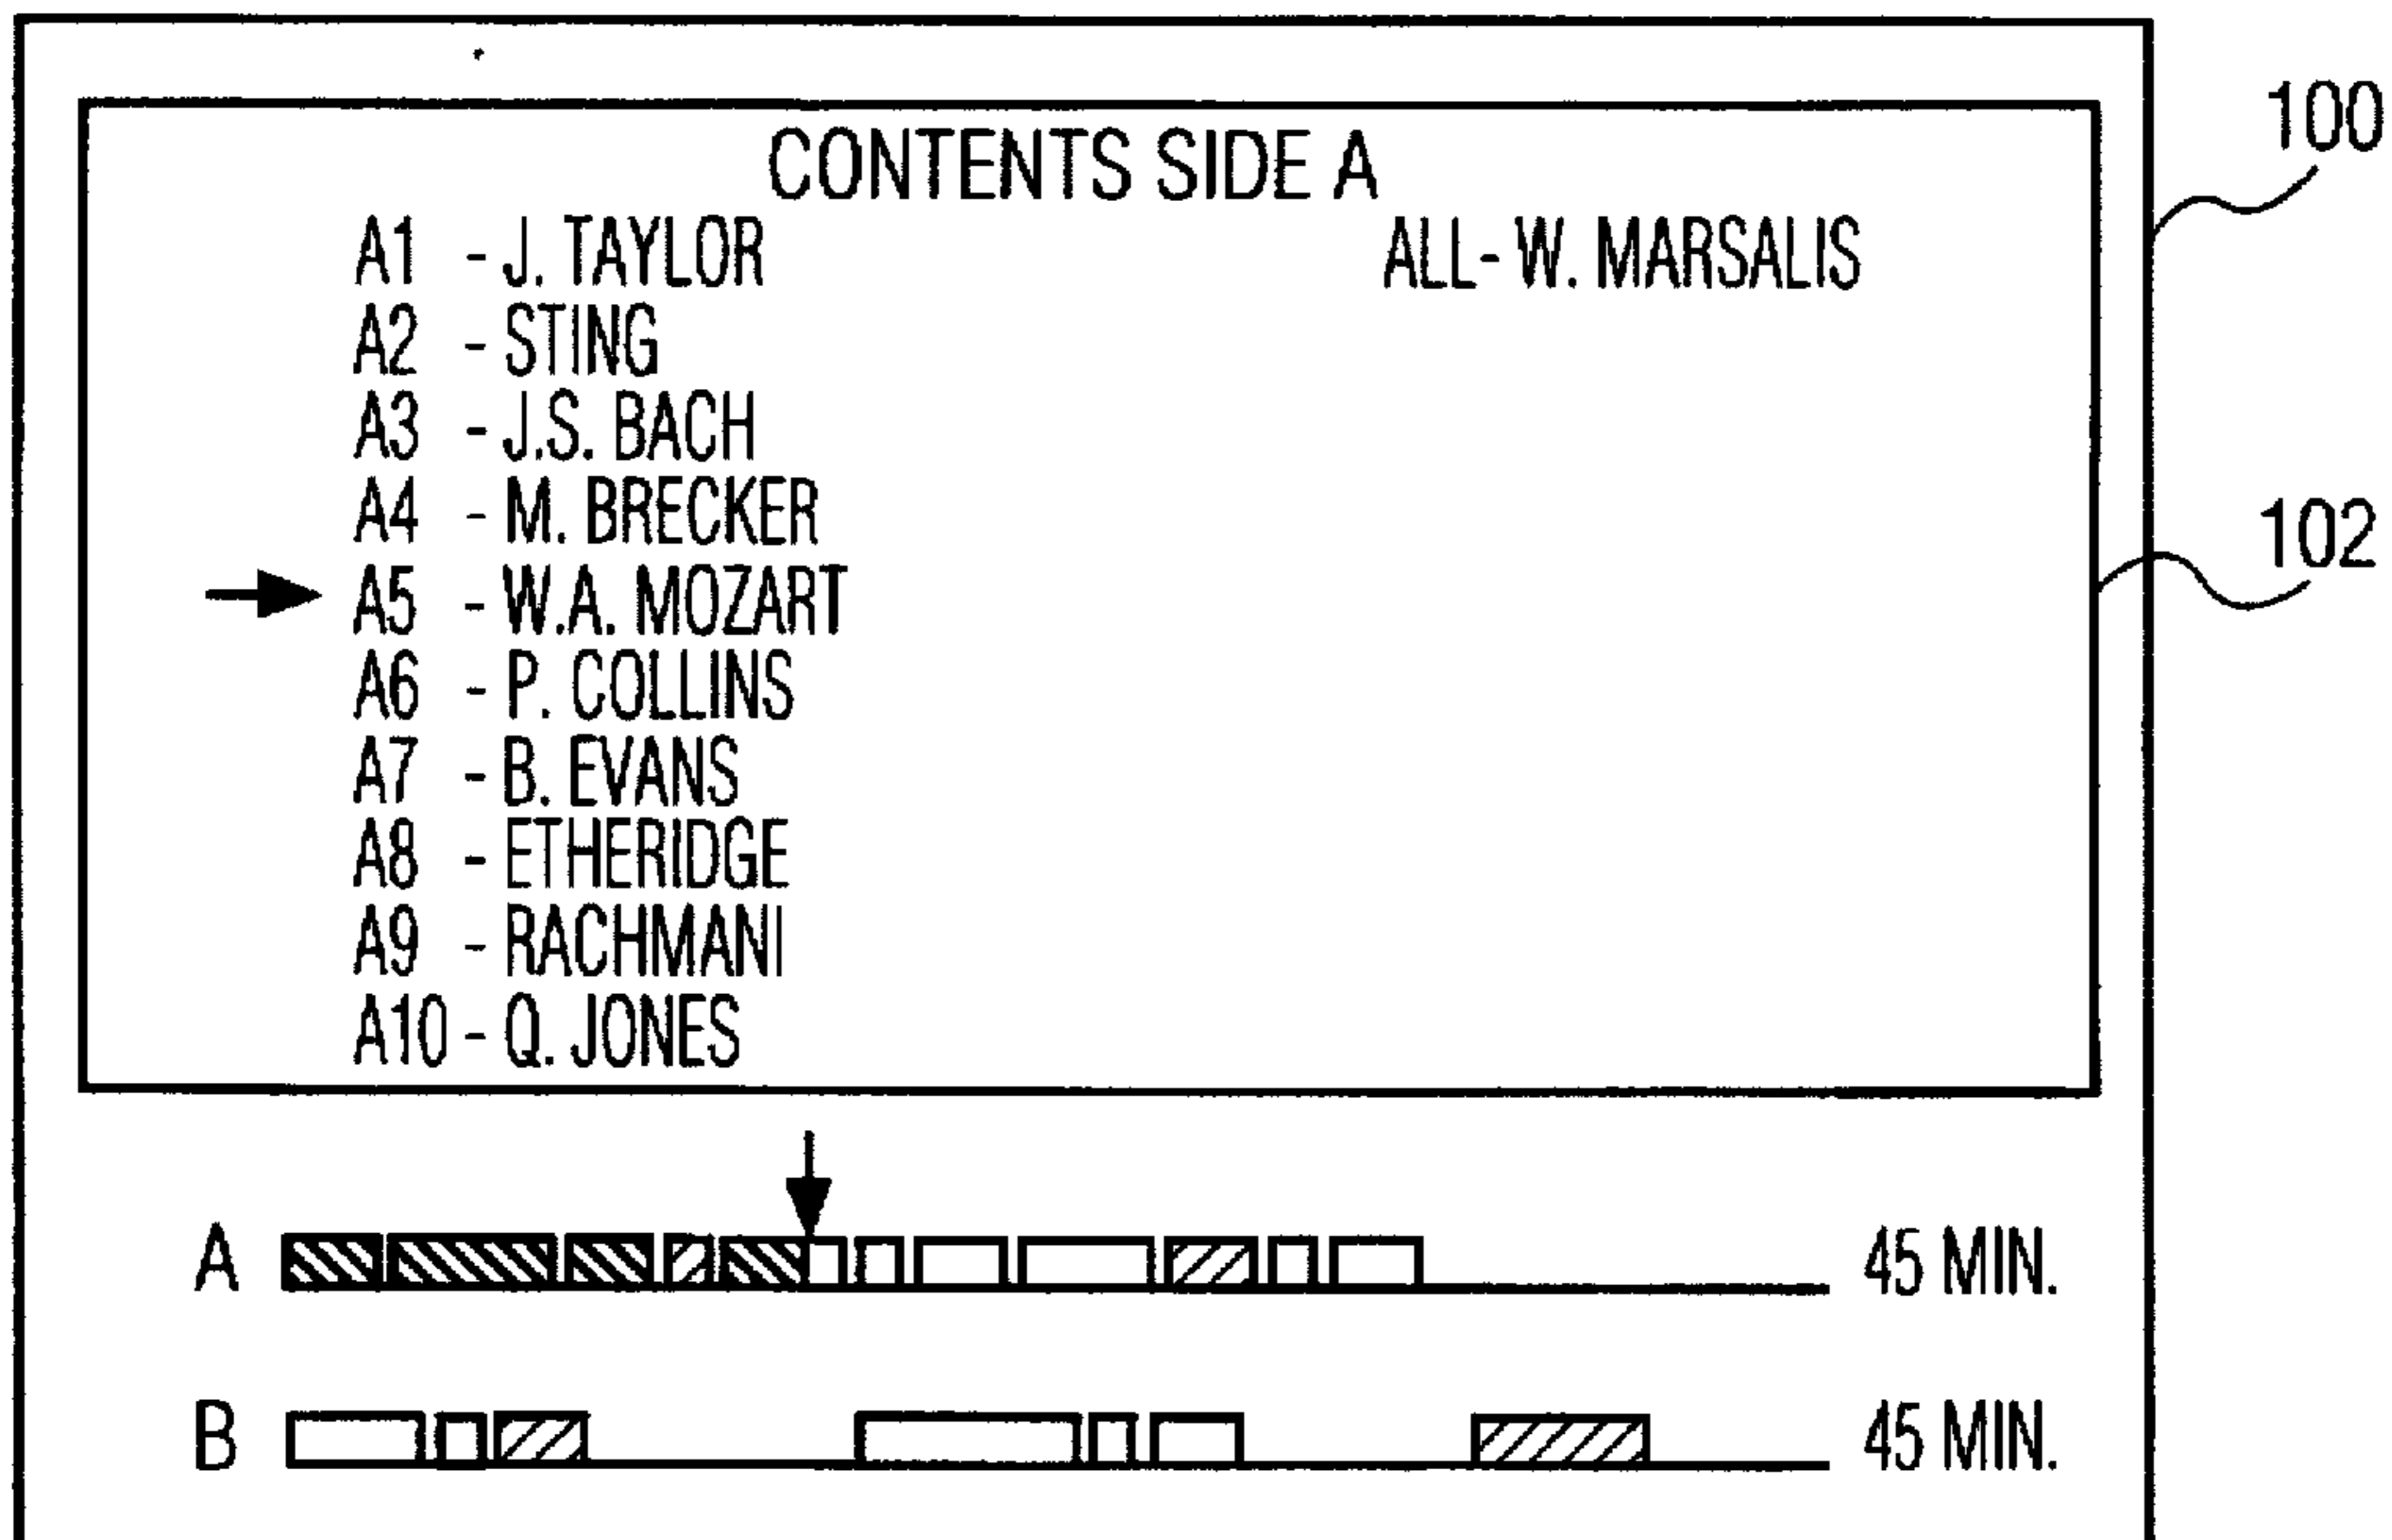 CONTENTS SIDE A
A1 - J. TAYLOR
A2 - STING
A3 - J.S. BACH
A4 - M. BRECKER
A5 - W.A. MOZART
A6 - P. COLLINS
A7 - B. EVANS
A8 - ETHERIDGE
A9 - RACHMANI
A10 - Q. JONES
ALL- W. MARSALIS
100
102
A 45 MIN.
B 45 MIN.